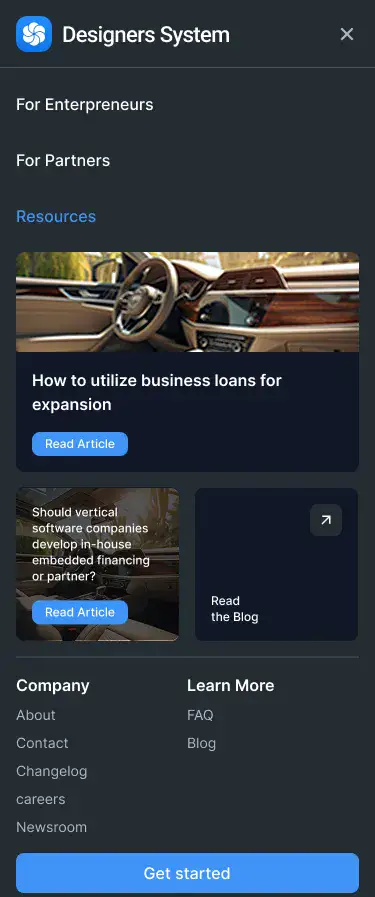 Designers System
For Enterpreneurs
For Partners
Resources
How to utilize business loans for
expansion
Read Article
Should vertical
software companies
develop in-house
embedded financing
or partner?
Read Article
Read
the Blog
Company
About
Contact
Changelog
careers
Newsroom
Learn More
FAQ
Blog
Get started